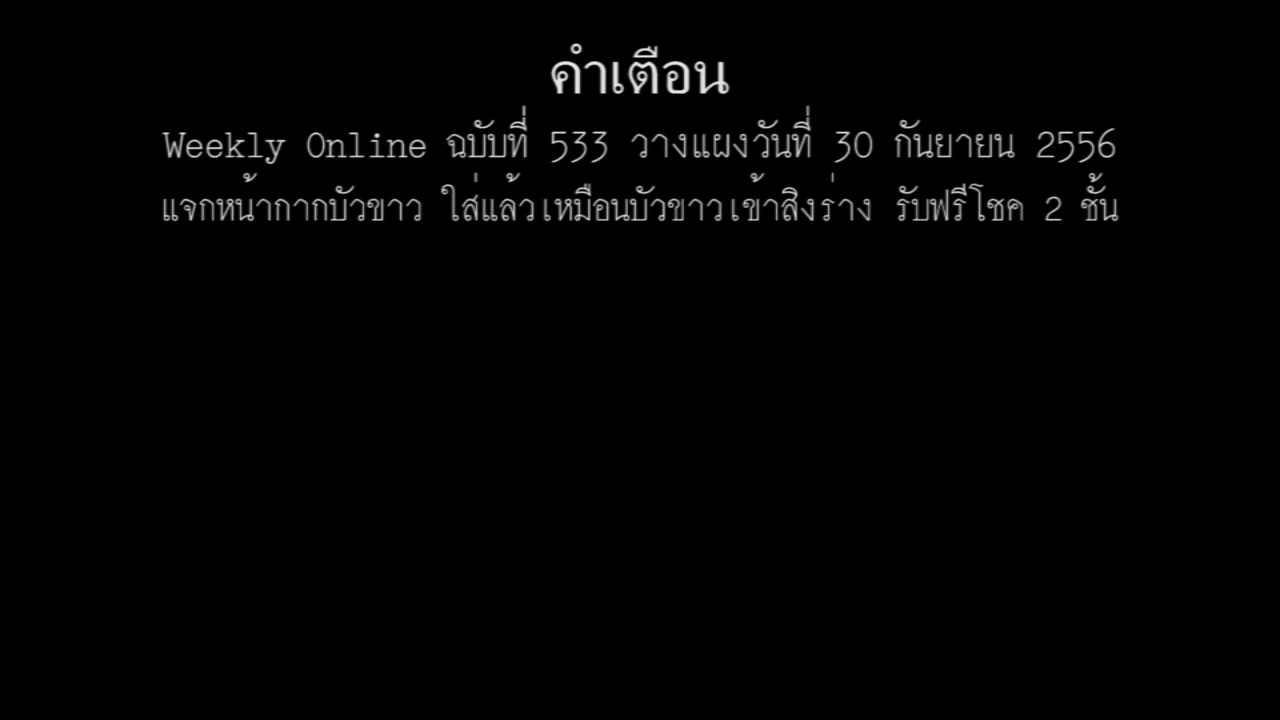 คำเตือน
Weekly Online ฉบับที่ 533 วางแผงวันที่ 30 กันยายน 2556
แจกหน้ากากบัวขาว ใส่แล้วเหมือนบัวขาวเข้าสิงร่าง รับฟรีโชค 2 ชั้น